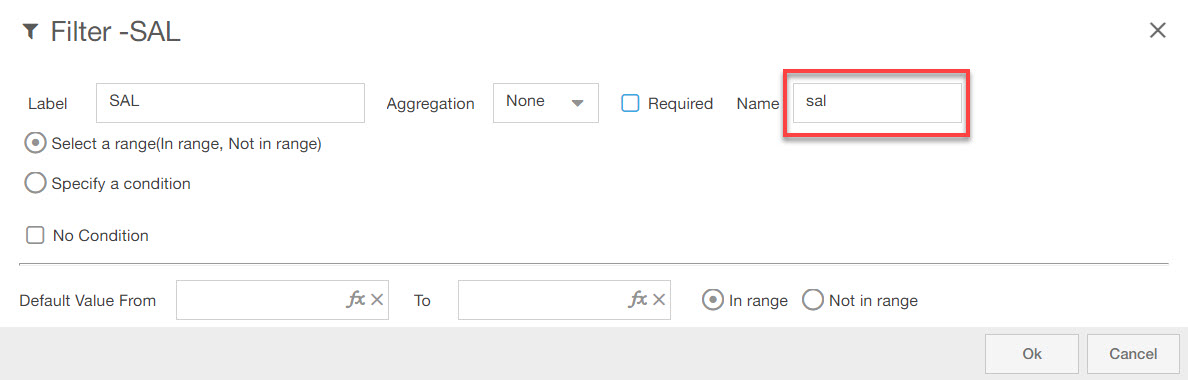 Filter -SAL
Label SAL Aggregation None Required Name sal
Select a range(In range, Not in range)
Specify a condition
No Condition
Default Value From fx To fx In range Not in range
Ok Cancel